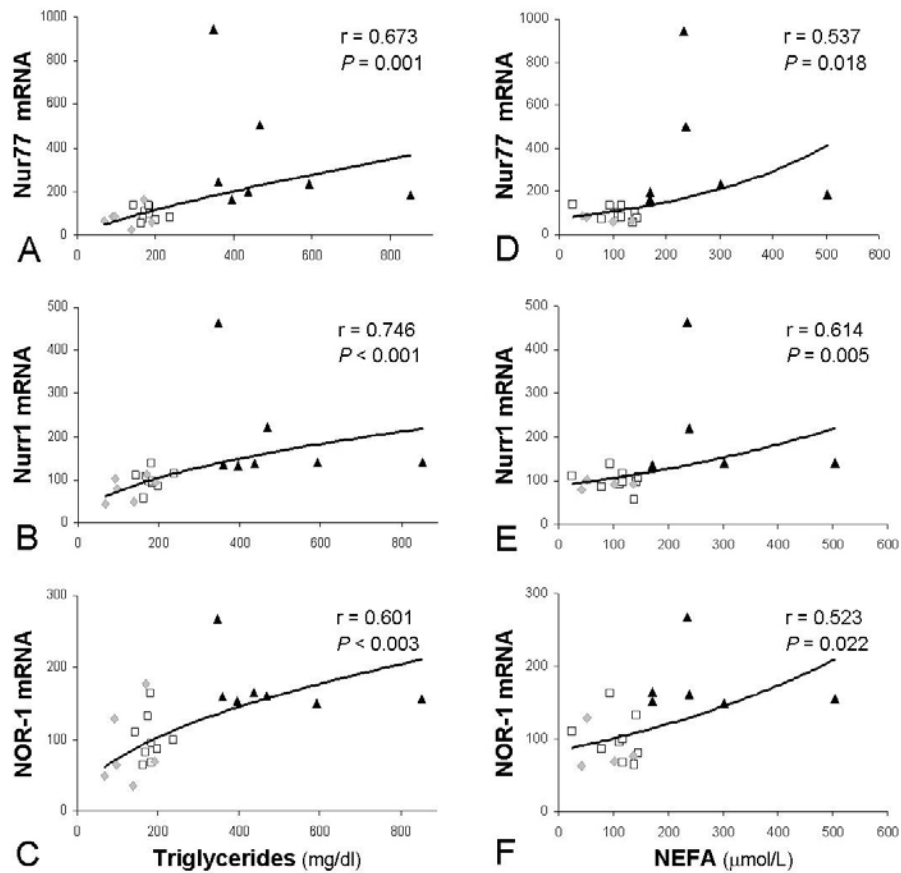 1000
800
600
400
200
0
Nur77 mRNA
r = 0.673
P = 0.001
0 200 400 600 800
A
1000
800
600
400
200
0
Nur77 mRNA
r = 0.537
P = 0.018
0 100 200 300 400 500 600
D
500
400
300
200
100
0
Nurr1 mRNA
r = 0.746
P < 0.001
0 200 400 600 800
B
500
400
300
200
100
0
Nurr1 mRNA
r = 0.614
P = 0.005
0 100 200 300 400 500 600
E
300
200
100
0
NOR-1 mRNA
r = 0.601
P < 0.003
0 200 400 600 800
C
Triglycerides (mg/dl)
300
200
100
0
NOR-1 mRNA
r = 0.523
P = 0.022
0 100 200 300 400 500 600
F
NEFA (μmol/L)